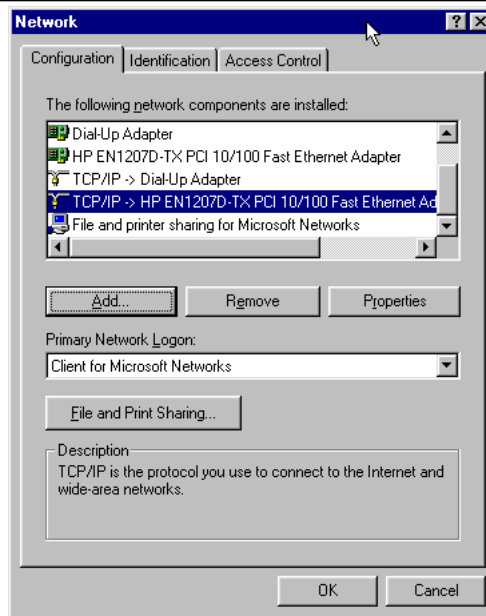 Network
Configuration Identification Access Control
The following network components are installed:
Dial-Up Adapter
HP EN1207D-TX PCI 10/100 Fast Ethernet Adapter
TCP/IP -> Dial-Up Adapter
TCP/IP -> HP EN1207D-TX PCI 10/100 Fast Ethernet Ad
File and printer sharing for Microsoft Networks
Add... Remove Properties
Primary Network Logon:
Client for Microsoft Networks
File and Print Sharing...
Description
TCP/IP is the protocol you use to connect to the Internet and
wide-area networks.
OK Cancel